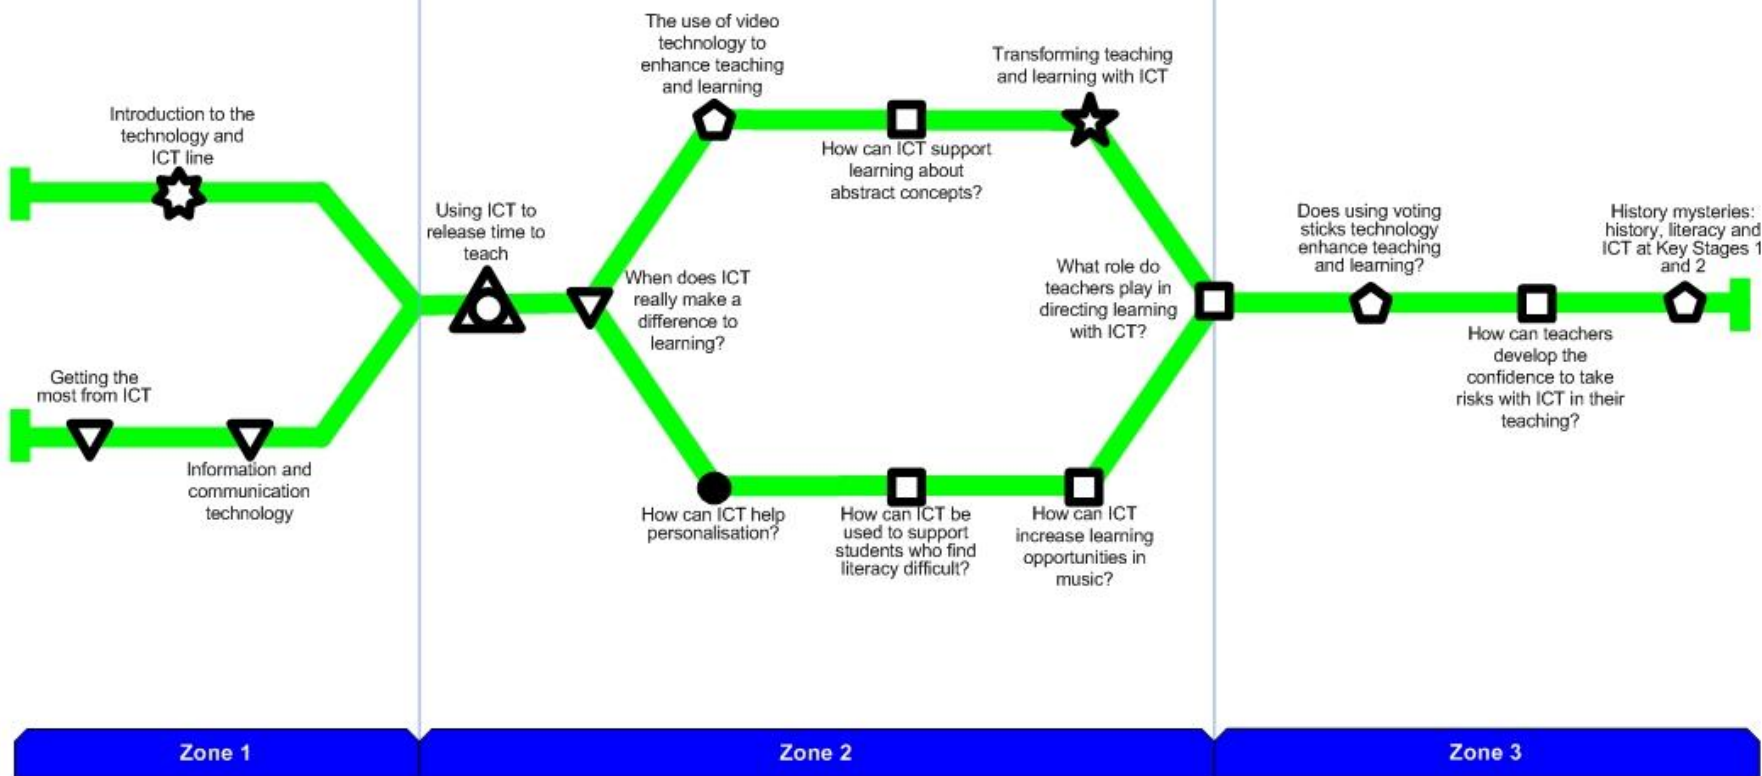 Introduction to the
technology and
ICT line
Getting the
most from ICT
Information and
communication
technology
Using ICT to
release time to
teach
When does ICT
really make a
difference to
learning?
The use of video
technology to
enhance teaching
and learning
How can ICT support
learning about
abstract concepts?
Transforming teaching
and learning with ICT
How can ICT help
personalisation?
How can ICT be
used to support
students who find
literacy difficult?
How can ICT
increase learning
opportunities in
music?
What role do
teachers play in
directing learning
with ICT?
Does using voting
sticks technology
enhance teaching
and learning?
How can teachers
develop the
confidence to take
risks with ICT in their
teaching?
History mysteries:
history, literacy and
ICT at Key Stages 1
and 2
Zone 1
Zone 2
Zone 3